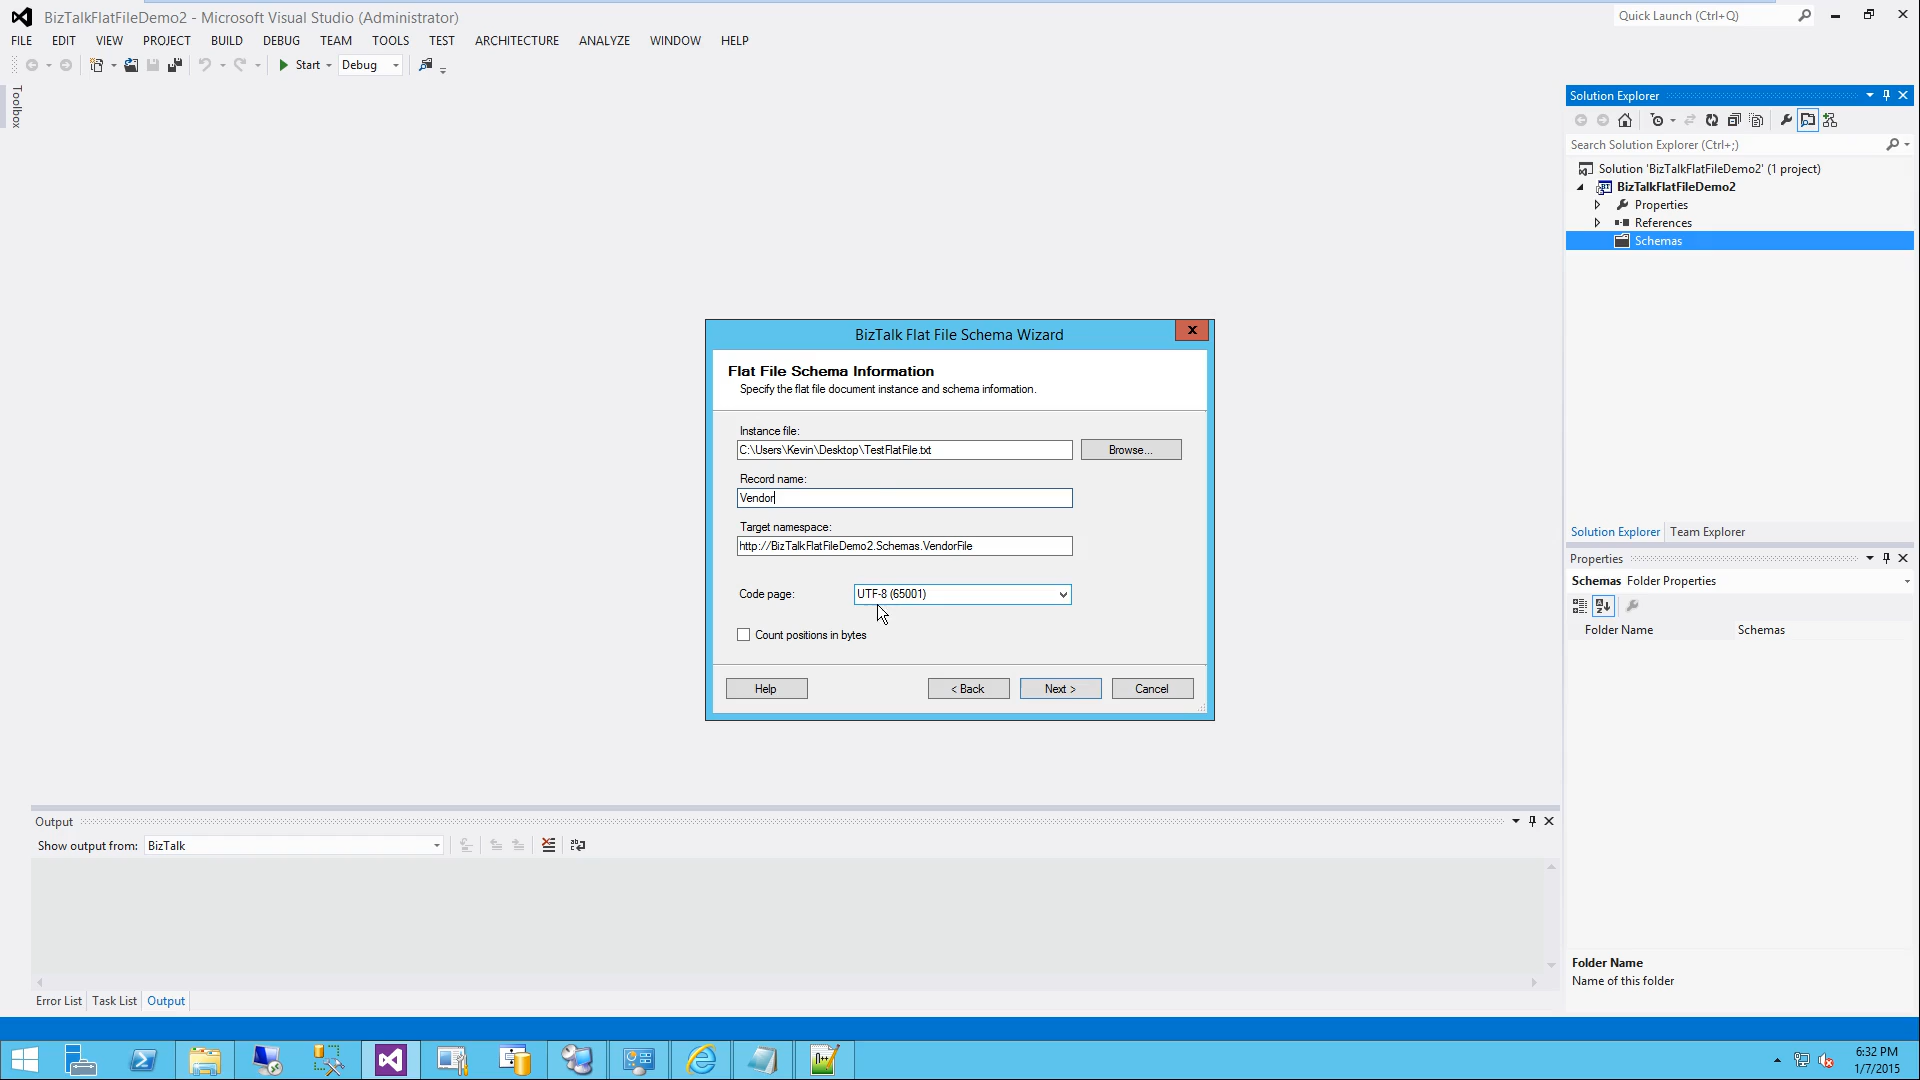 BizTalkFlatFileDemo2 - Microsoft Visual Studio (Administrator)
Quick Launch (Ctrl+Q)
FILE EDIT VIEW PROJECT BUILD DEBUG TEAM TOOLS TEST ARCHITECTURE ANALYZE WINDOW HELP
Start Debug
Toolbox
Solution Explorer
Search Solution Explorer (Ctrl+;)
Solution 'BizTalkFlatFileDemo2' (1 project)
BizTalkFlatFileDemo2
Properties
References
Schemas
BizTalk Flat File Schema Wizard
X
Flat File Schema Information
Specify the flat file document instance and schema information.
Instance file:
C:\Users\Kevin\Desktop\TestFlatFile.txt Browse...
Record name:
Vendor
Target namespace:
http://BizTalkFlatFileDemo2.Schemas.VendorFile
Code page: UTF-8 (65001)
Count positions in bytes
Help < Back Next > Cancel
Solution Explorer Team Explorer
Properties
Schemas Folder Properties
Folder Name Schemas
Folder Name
Name of this folder
Output
Show output from: BizTalk
Error List Task List Output
6:32 PM
1/7/2015